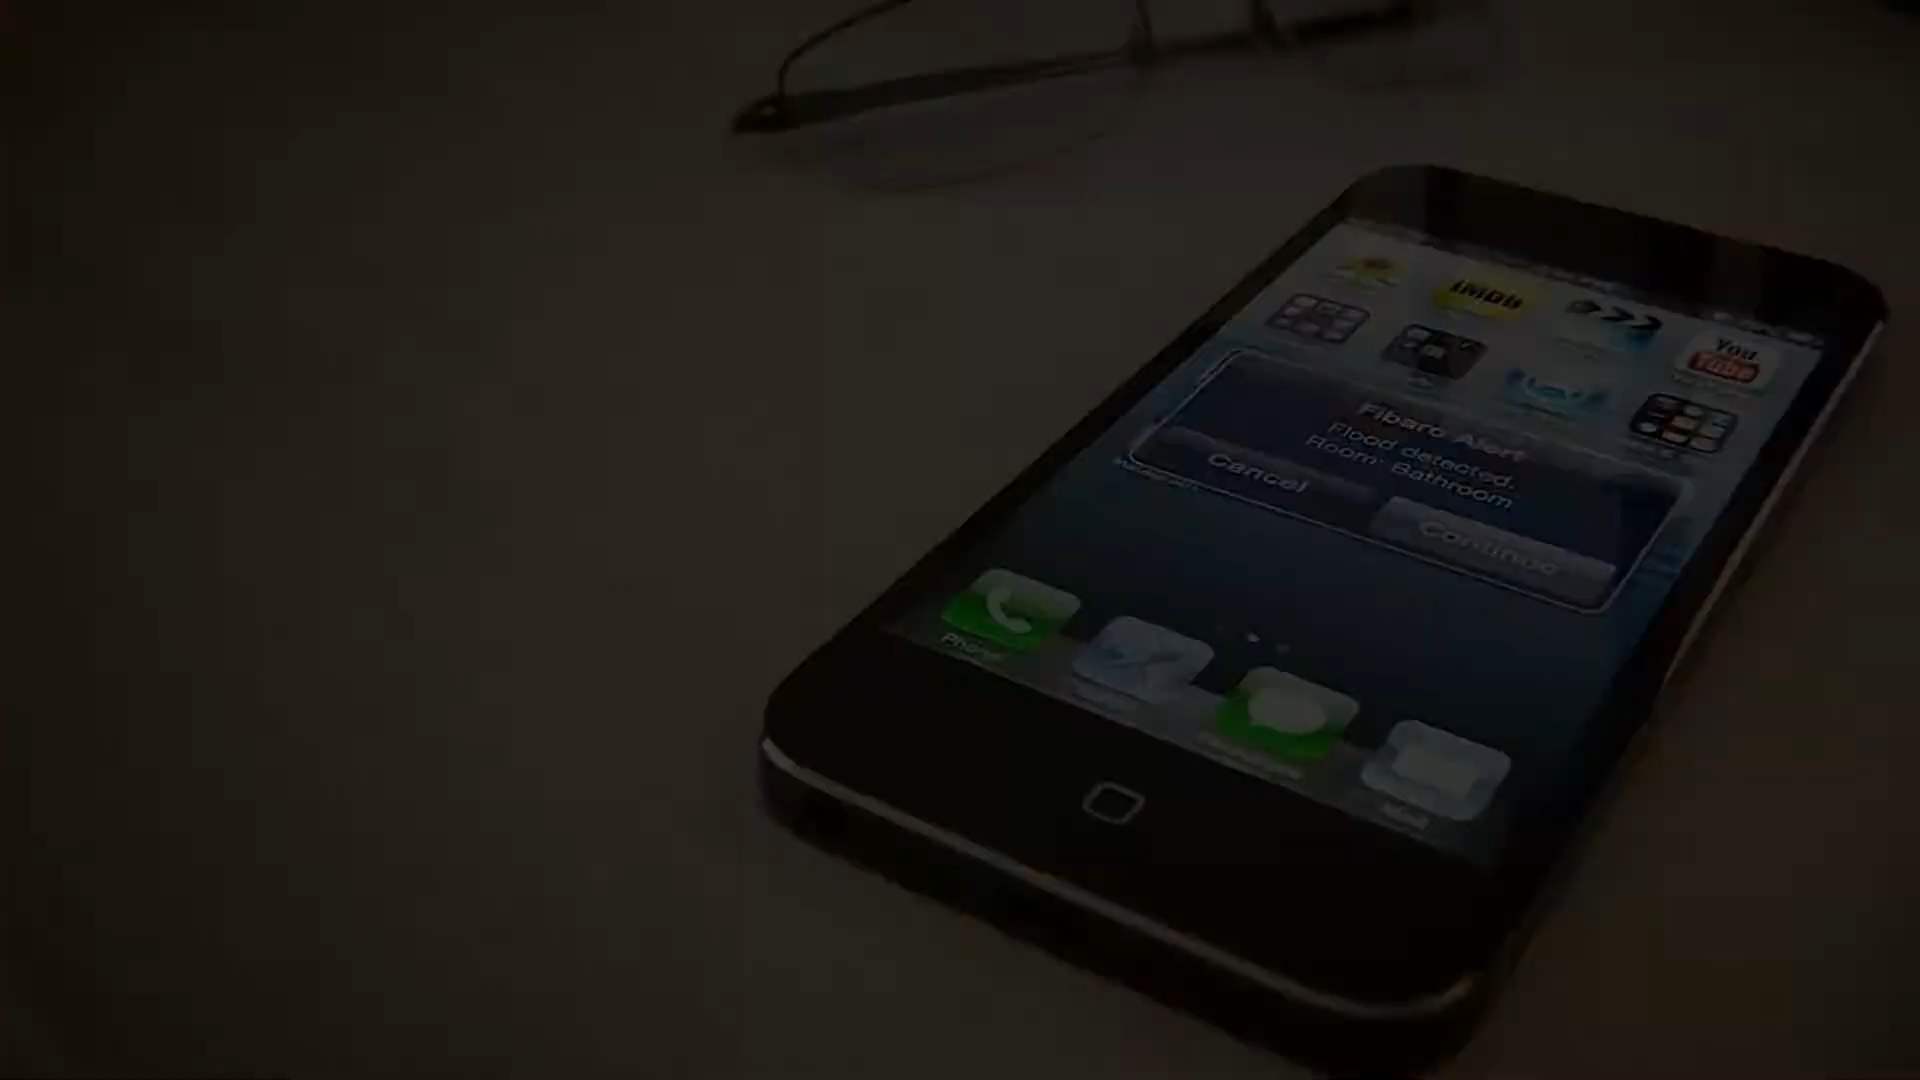 IMDb
You
Tube
Fibaro Alert
Flood detected.
Room: Bathroom
Cancel
Continue
Phone